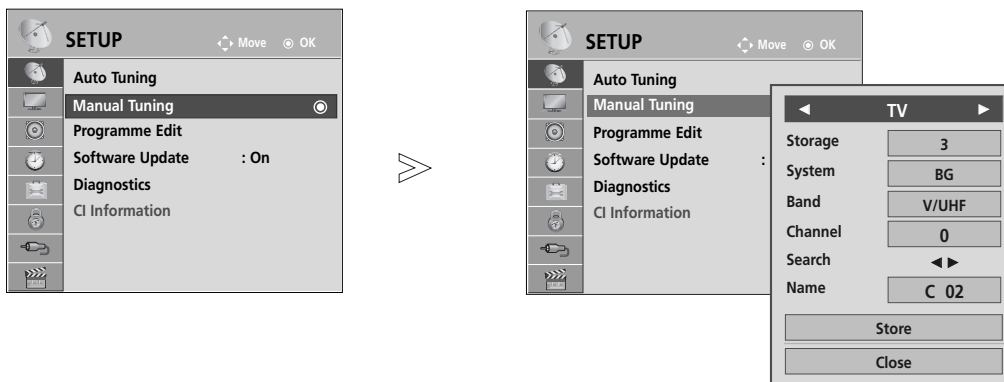 SETUP Move OK
Auto Tuning
Manual Tuning
Programme Edit
Software Update : On
Diagnostics
CI Information
SETUP Move OK
Auto Tuning
Manual Tuning
Programme Edit
Software Update :
Diagnostics
CI Information
◄ TV ►
Storage 3
System BG
Band V/UHF
Channel 0
Search ◄ ►
Name C 02
Store
Close